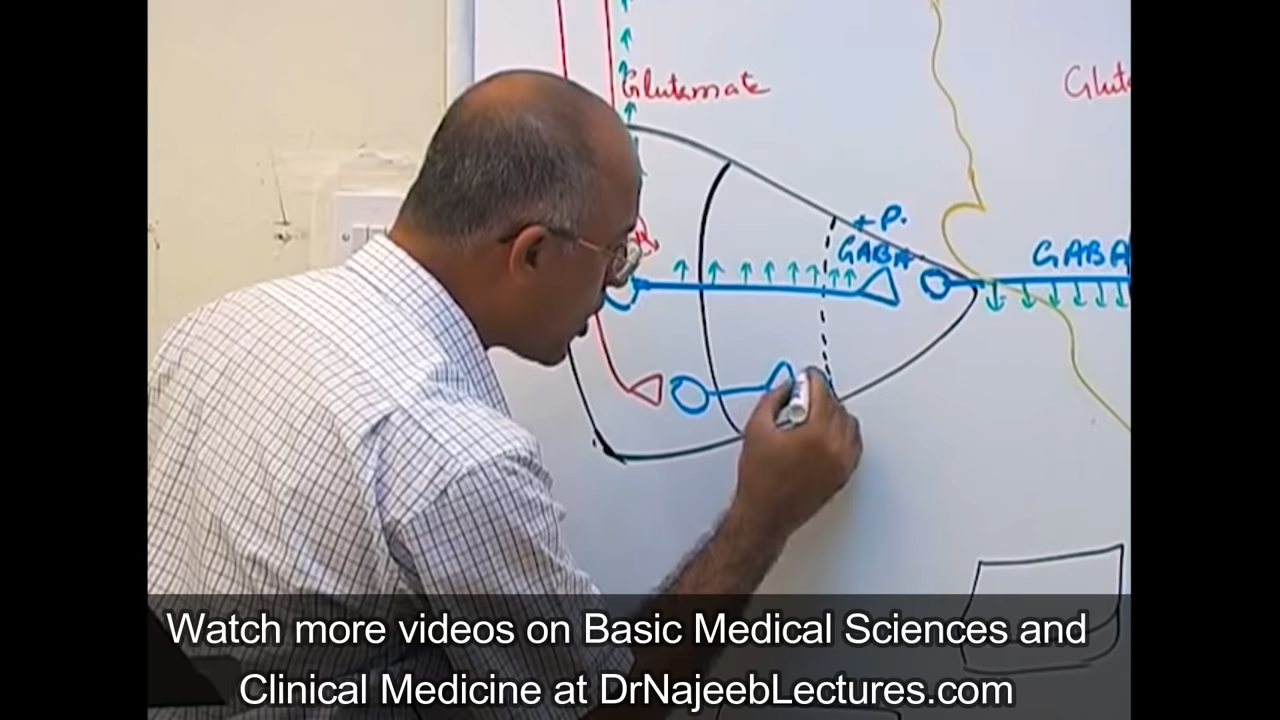 Glutamate
Glut
+ P.
GABA
GABA
Watch more videos on Basic Medical Sciences and
Clinical Medicine at DrNajeebLectures.com